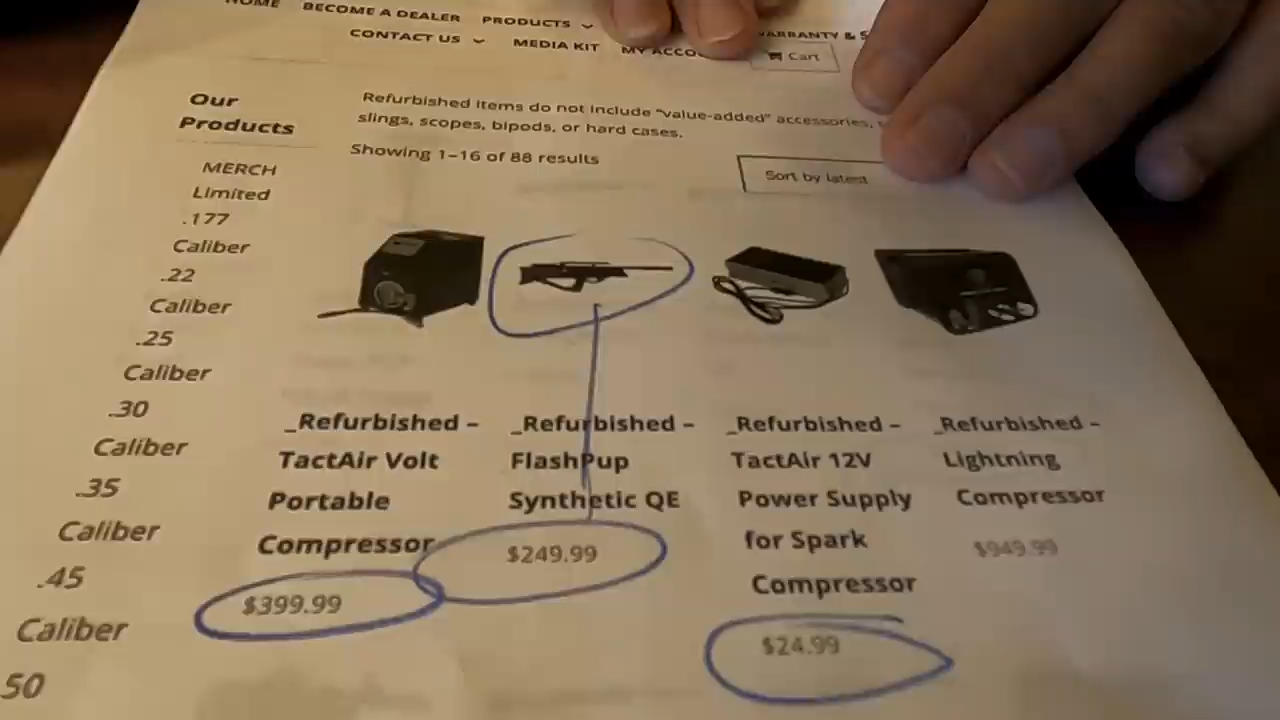 HOME BECOME A DEALER PRODUCTS
CONTACT US MEDIA KIT MY ACCO
WARRANTY & S
Cart
Our
Products
Refurbished items do not include "value-added" accessories,
slings, scopes, bipods, or hard cases.
Showing 1–16 of 88 results
Sort by latest
MERCH
Limited
.177
Caliber
.22
Caliber
.25
Caliber
.30
Caliber
.35
Caliber
.45
Caliber
50
_Refurbished –
TactAir Volt
Portable
Compressor
$399.99
_Refurbished –
FlashPup
Synthetic QE
$249.99
_Refurbished –
TactAir 12V
Power Supply
for Spark
Compressor
$24.99
_Refurbished –
Lightning
Compressor
$949.99